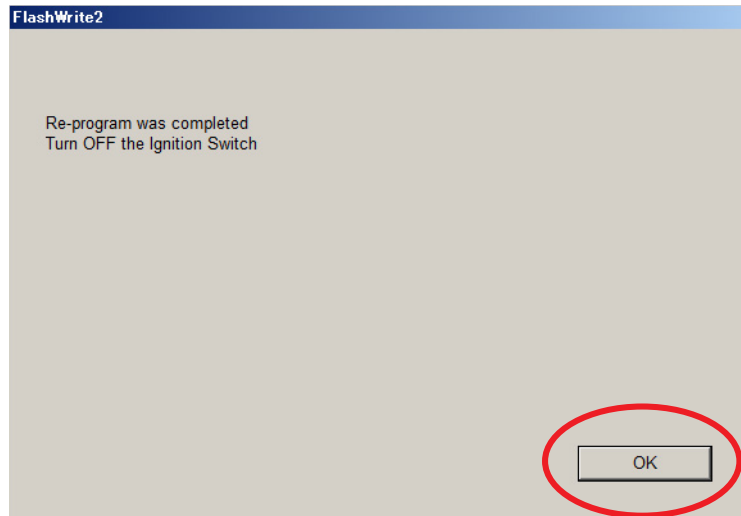 FlashWrite2
Re-program was completed
Turn OFF the Ignition Switch
OK